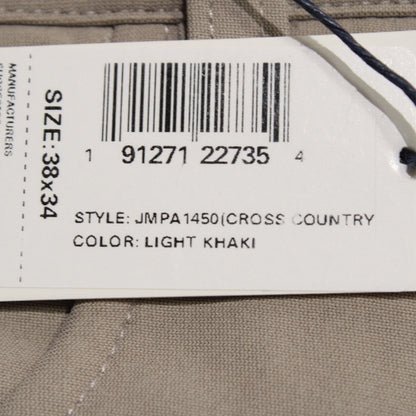 MANUFACTURERS
SIZE: 38x34
1 91271 22735 4
STYLE: JMPA1450(CROSS COUNTRY
COLOR: LIGHT KHAKI